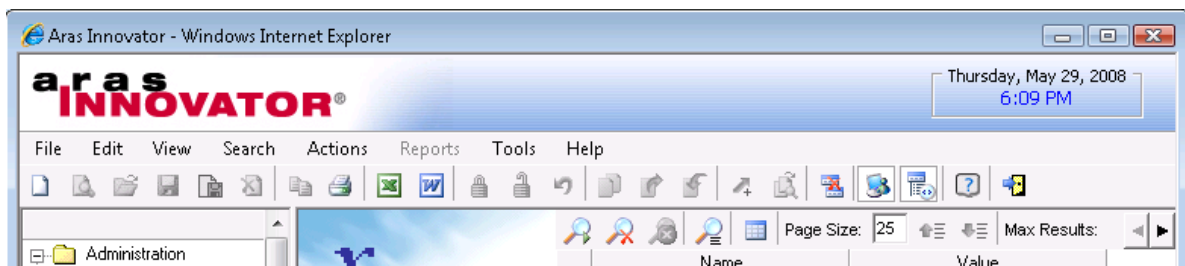 Aras Innovator - Windows Internet Explorer
aras
INNOVATOR®
Thursday, May 29, 2008
6:09 PM
File Edit View Search Actions Reports Tools Help
Page Size: 25 Max Results:
Administration
Name Value